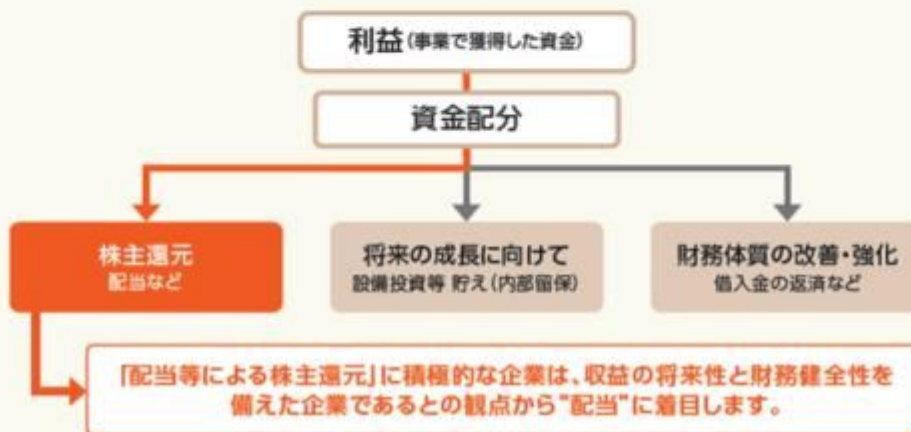 利益(事業で獲得した資金)
資金配分
株主還元
配当など
将来の成長に向けて
設備投資等 貯え(内部留保)
財務体質の改善・強化
借入金の返済など
「配当等による株主還元」に積極的な企業は、収益の将来性と財務健全性を
備えた企業であるとの観点から"配当"に着目します。